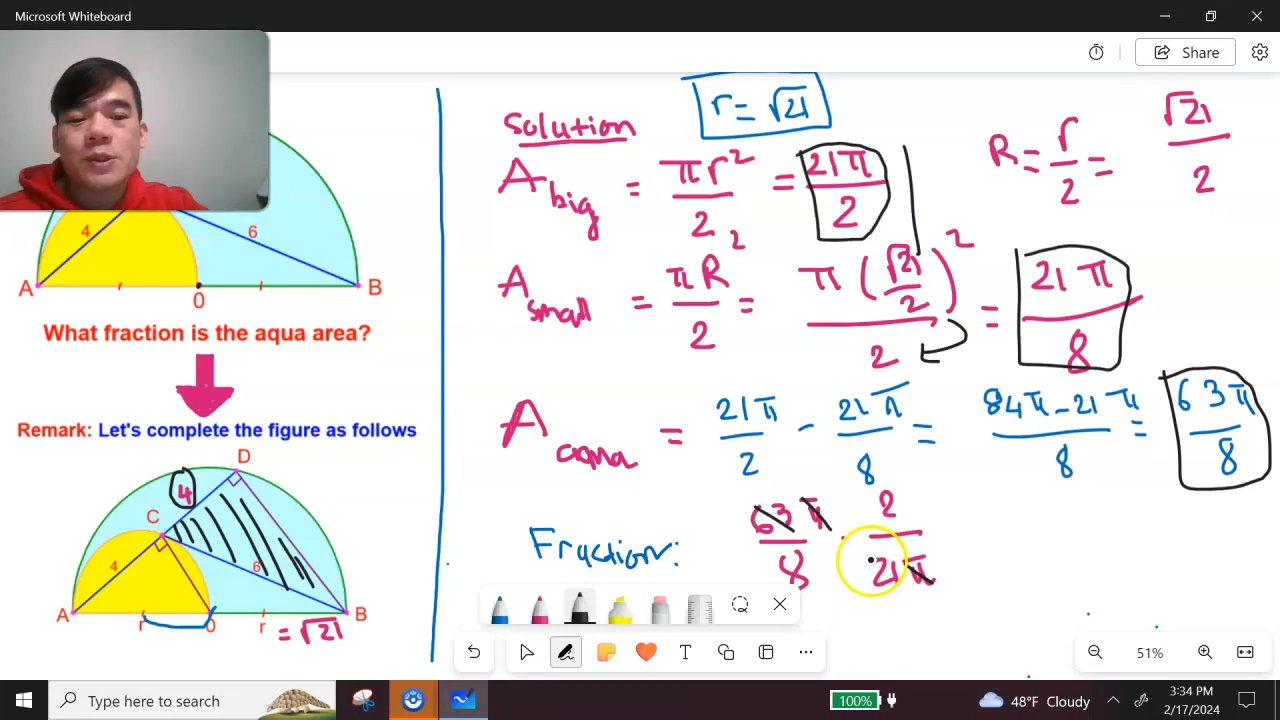 Microsoft Whiteboard
Share
4
6
A
0
B
What fraction is the aqua area?
Remark: Let's complete the figure as follows
D
4
C
4
6
A
r
0
r
= √21
B
r = √21
Solution
A big = πr² / 2 = 21π / 2
R = r / 2 = √21 / 2
A small = πR² / 2 = π(√21 / 2)² / 2 = 21π / 8
A aqua = 21π / 2 - 21π / 8 = 84π - 21π / 8 = 63π / 8
Fraction: 63π / 8 · 2 / 21π
51%
Type here to search
100%
48°F Cloudy
3:34 PM
2/17/2024